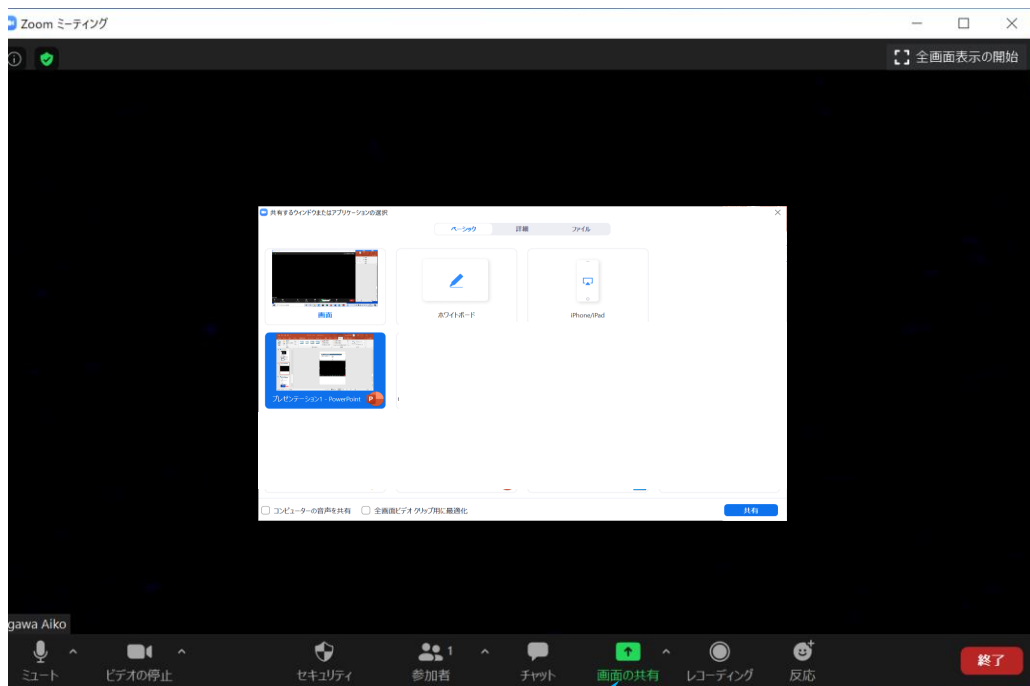 Zoom ミーティング
全画面表示の開始
共有するウィンドウまたはアプリケーションの選択
ベーシック 詳細 ファイル
画面 ホワイトボード iPhone/iPad
プレゼンテーション1 - PowerPoint
コンピューターの音声を共有 全画面ビデオ クリップ用に最適化 共有
gawa Aiko
ミュート ビデオの停止 セキュリティ 参加者 1 チャット 画面の共有 レコーディング 反応 終了